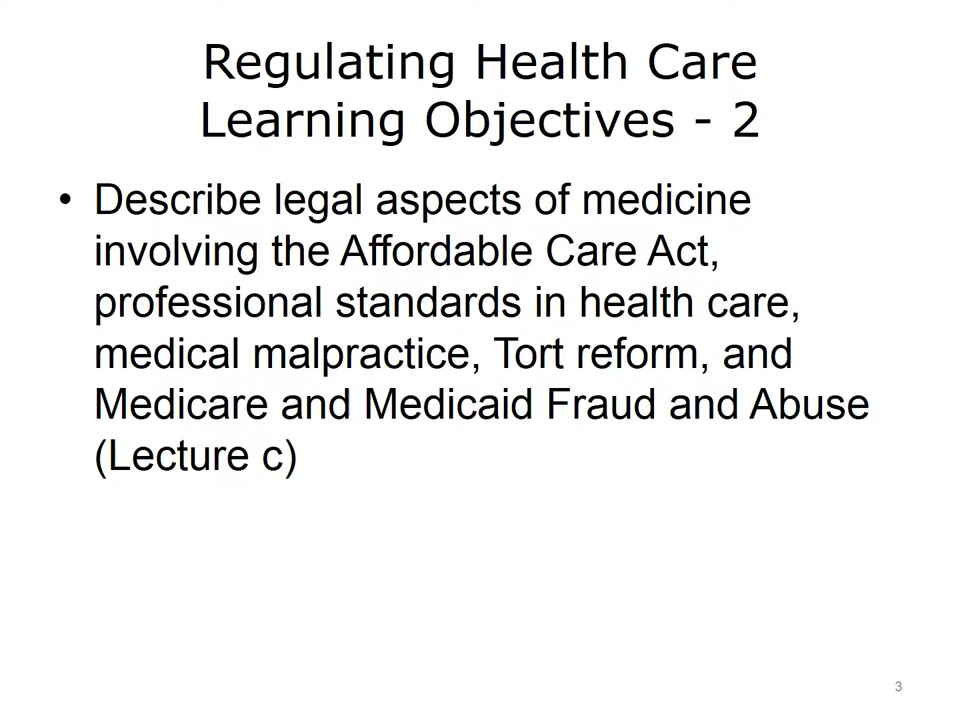 Regulating Health Care
Learning Objectives - 2
• Describe legal aspects of medicine
involving the Affordable Care Act,
professional standards in health care,
medical malpractice, Tort reform, and
Medicare and Medicaid Fraud and Abuse
(Lecture c)
3